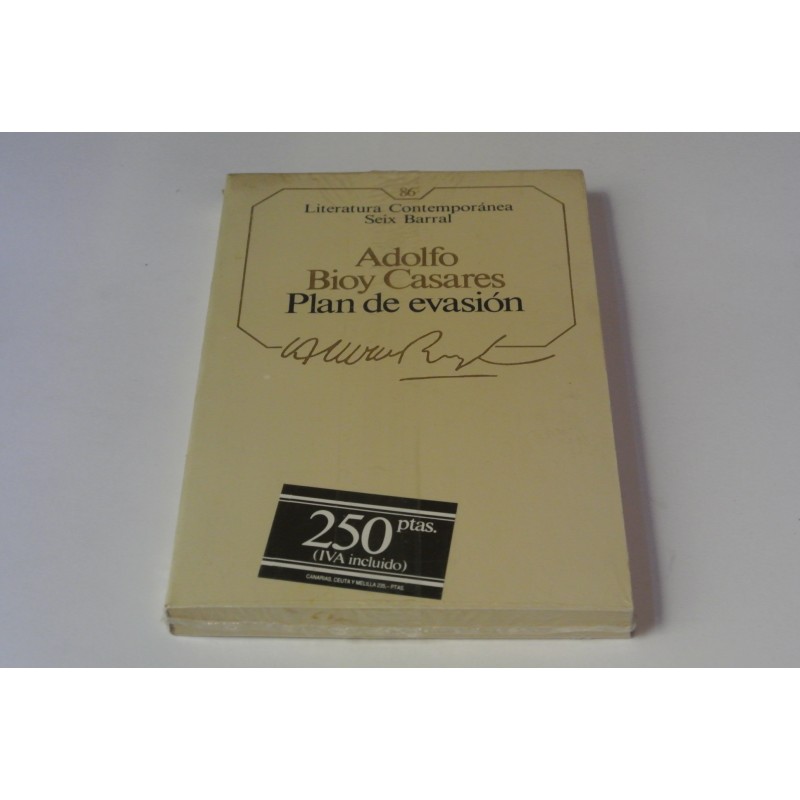 86
Literatura Contemporánea
Seix Barral
Adolfo
Bioy Casares
Plan de evasión
250 ptas.
(IVA incluido)